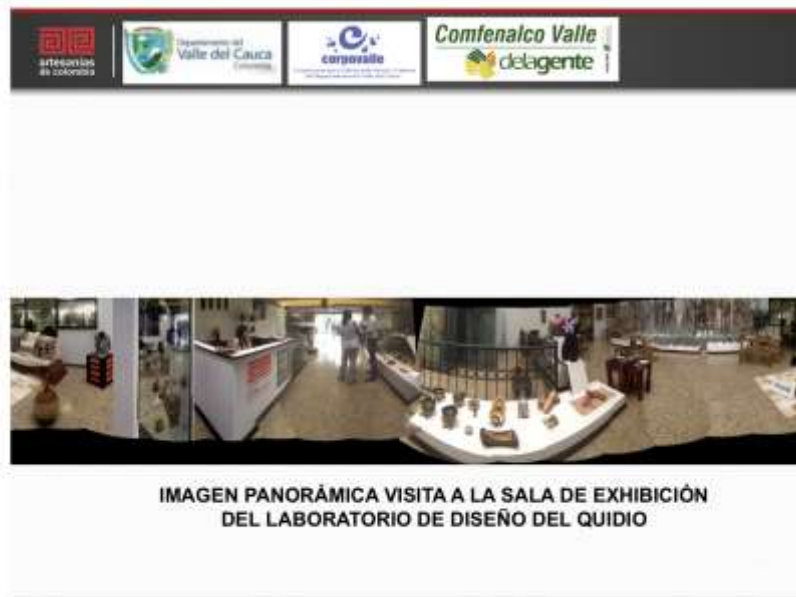 artesanías
de colombia
Departamento del
Valle del Cauca
Colombia
corpovalle
Comfenalco Valle
delagente
IMAGEN PANORÁMICA VISITA A LA SALA DE EXHIBICIÓN
DEL LABORATORIO DE DISEÑO DEL QUIDIO